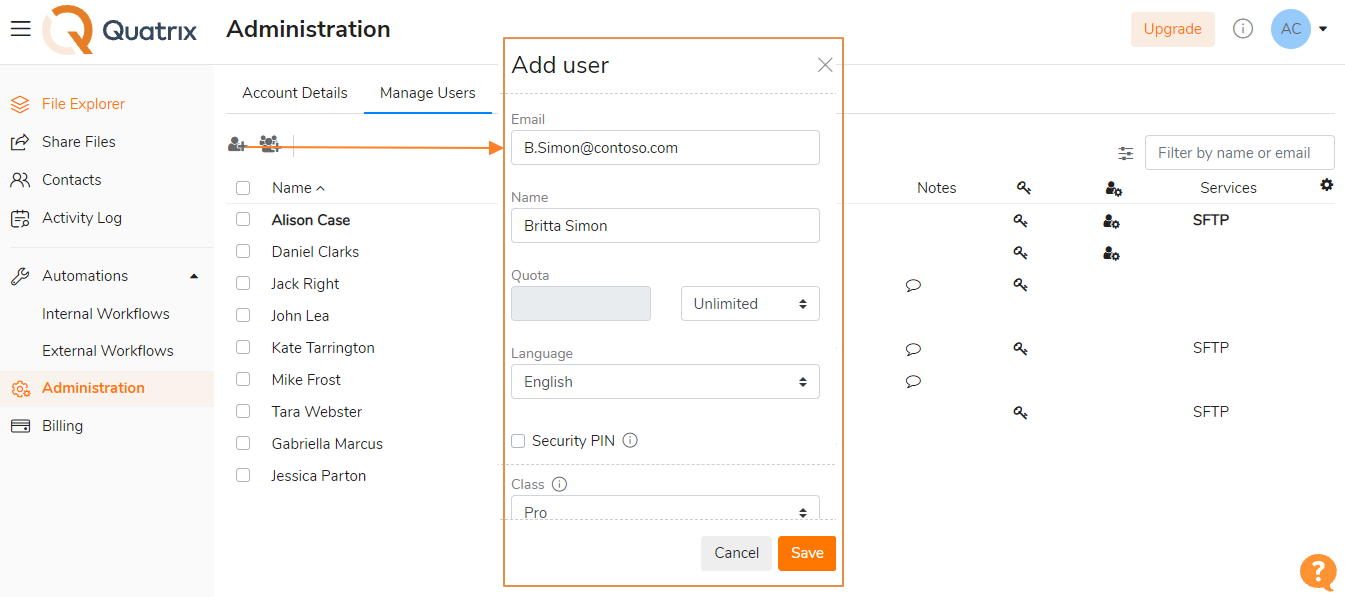 Quatrix
Administration
Upgrade
AC
File Explorer
Share Files
Contacts
Activity Log
Automations
Internal Workflows
External Workflows
Administration
Billing
Account Details
Manage Users
Filter by name or email
Name
Notes
Services
Alison Case
SFTP
Daniel Clarks
Jack Right
John Lea
Kate Tarrington
SFTP
Mike Frost
Tara Webster
SFTP
Gabriella Marcus
Jessica Parton
Add user
Email
B.Simon@contoso.com
Name
Britta Simon
Quota
Unlimited
Language
English
Security PIN
Class
Pro
Cancel
Save
?